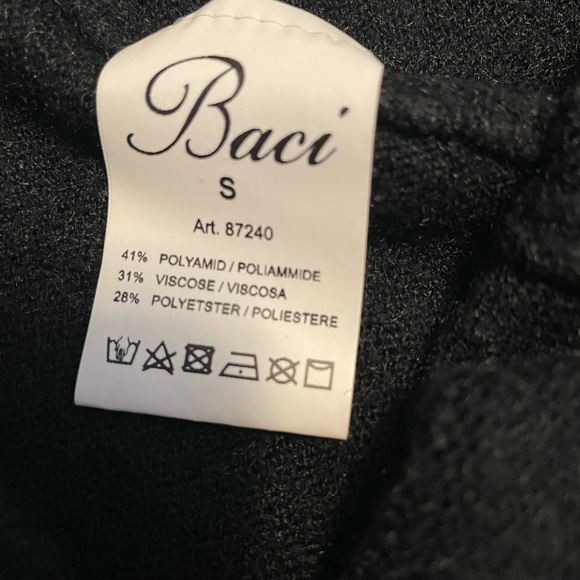 Baci
S
Art. 87240
41% POLYAMID / POLIAMMIDE
31% VISCOSE / VISCOSA
28% POLYETSTER / POLIESTERE